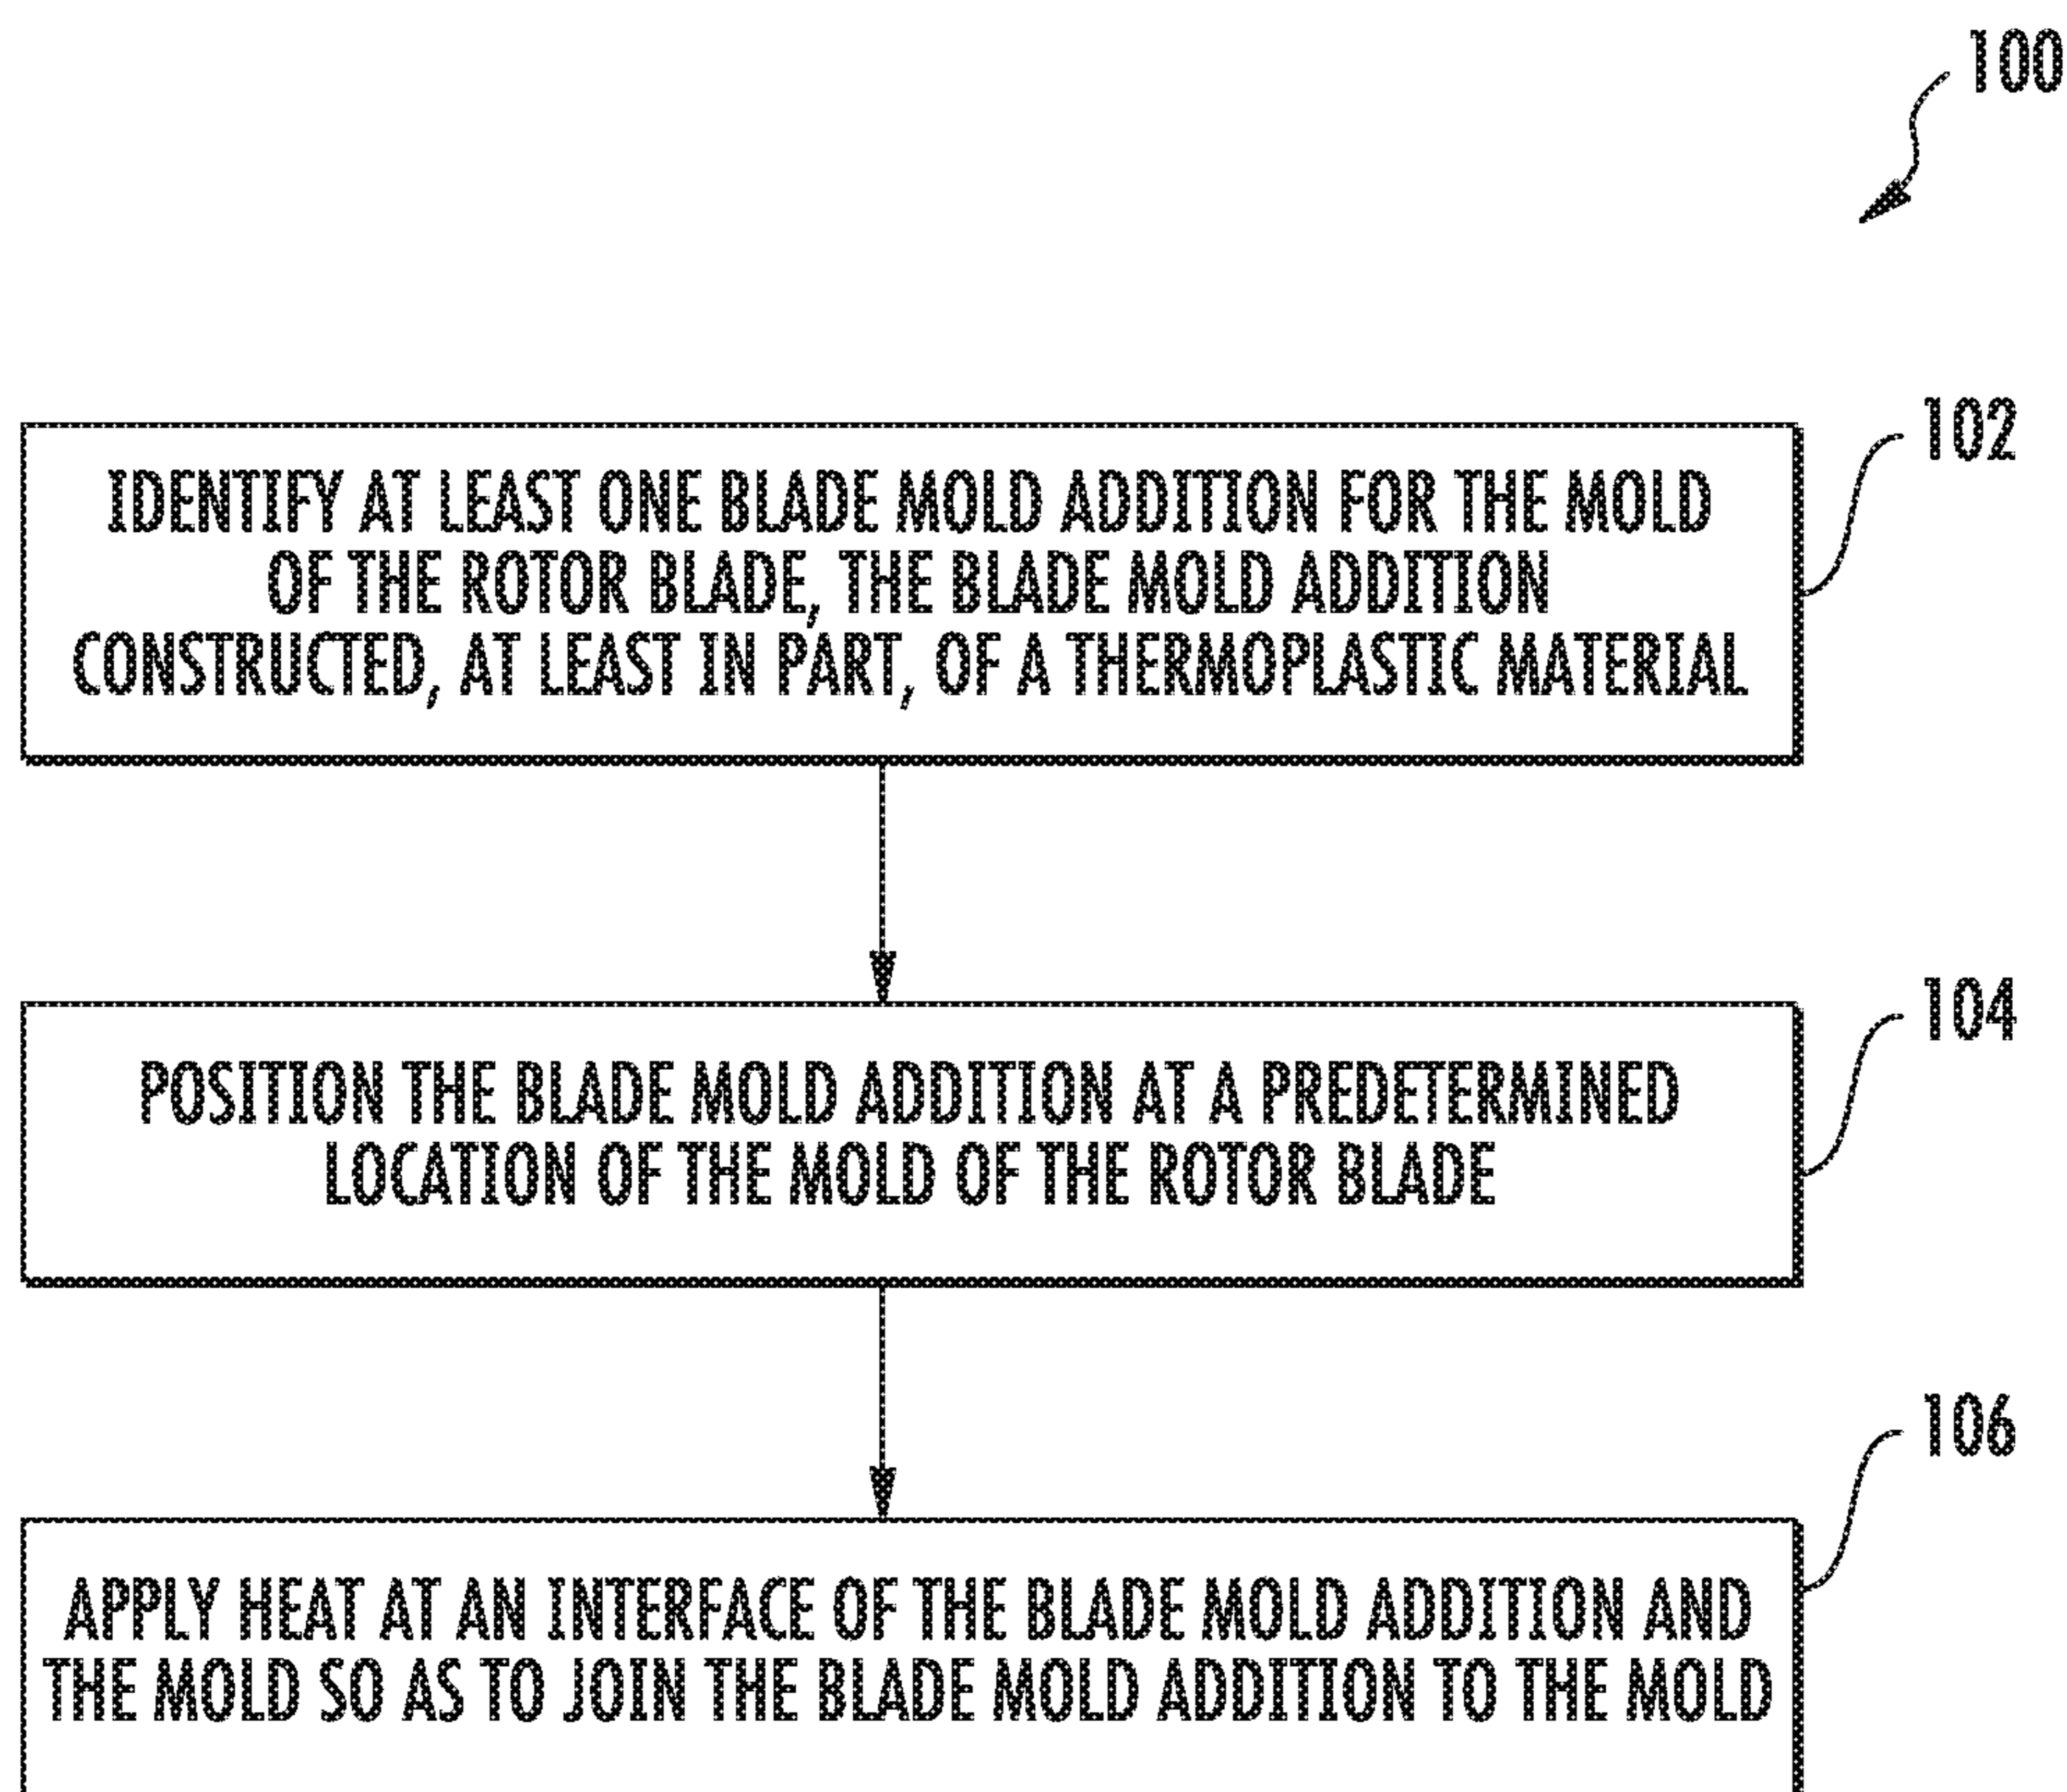 100
102
IDENTIFY AT LEAST ONE BLADE MOLD ADDITION FOR THE MOLD
OF THE ROTOR BLADE, THE BLADE MOLD ADDITION
CONSTRUCTED, AT LEAST IN PART, OF A THERMOPLASTIC MATERIAL
104
POSITION THE BLADE MOLD ADDITION AT A PREDETERMINED
LOCATION OF THE MOLD OF THE ROTOR BLADE
106
APPLY HEAT AT AN INTERFACE OF THE BLADE MOLD ADDITION AND
THE MOLD SO AS TO JOIN THE BLADE MOLD ADDITION TO THE MOLD